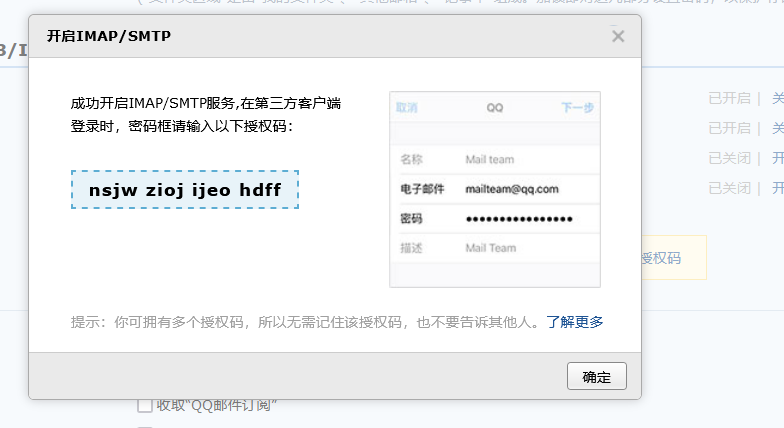 开启IMAP/SMTP
成功开启IMAP/SMTP服务,在第三方客户端
登录时，密码框请输入以下授权码：
nsjw zioj ijeo hdff
取消 QQ 下一步
名称 Mail team
电子邮件 mailteam@qq.com
密码 ••••••••••••••••
描述 Mail Team
提示：你可拥有多个授权码，所以无需记住该授权码，也不要告诉其他人。了解更多
确定
已开启 | 关
已开启 | 关
已关闭 | 开
已关闭 | 开
授权码
收取“QQ邮件订阅”